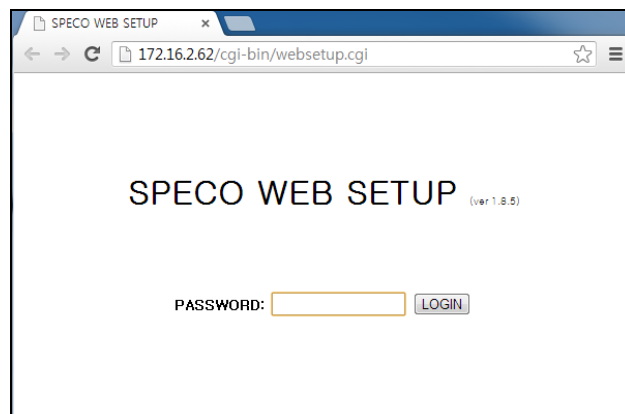 SPECO WEB SETUP
172.16.2.62/cgi-bin/websetup.cgi
SPECO WEB SETUP (ver 1.8.5)
PASSWORD: LOGIN